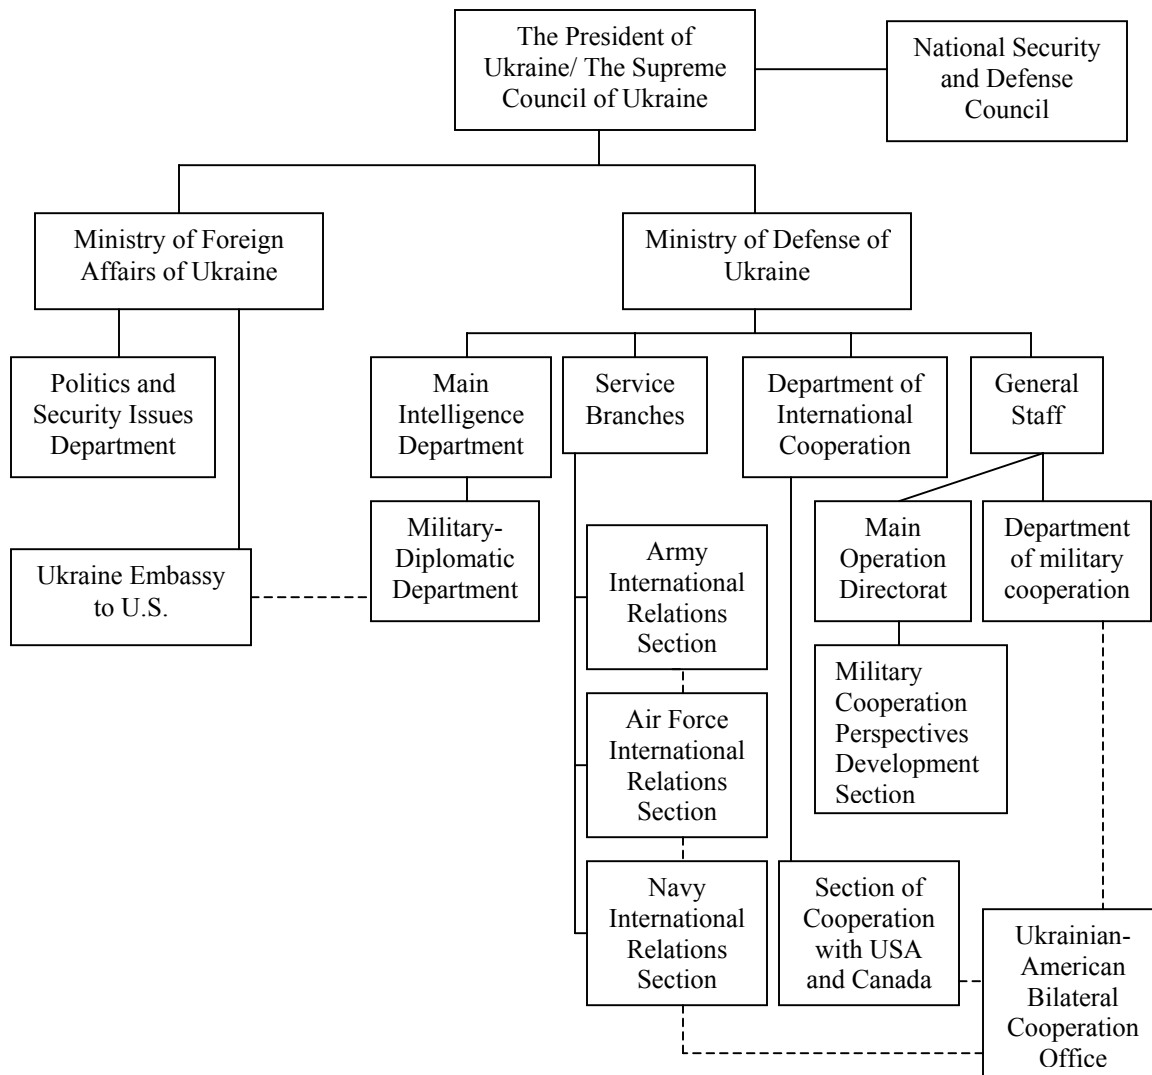 The President of
Ukraine/ The Supreme
Council of Ukraine
National Security
and Defense
Council
Ministry of Foreign
Affairs of Ukraine
Ministry of Defense of
Ukraine
Politics and
Security Issues
Department
Main
Intelligence
Department
Service
Branches
Department of
International
Cooperation
General
Staff
Ukraine Embassy
to U.S.
Military-
Diplomatic
Department
Army
International
Relations
Section
Main
Operation
Directorat
Department
of military
cooperation
Air Force
International
Relations
Section
Military
Cooperation
Perspectives
Development
Section
Navy
International
Relations
Section
Section of
Cooperation
with USA
and Canada
Ukrainian-
American
Bilateral
Cooperation
Office